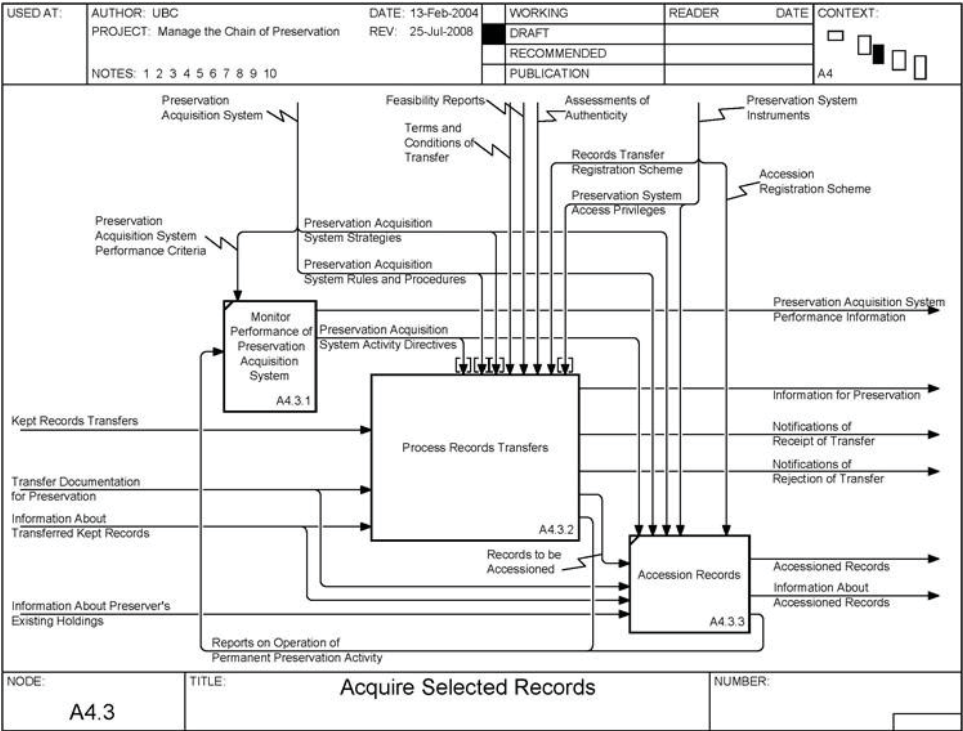 USED AT:
AUTHOR: UBC
DATE: 13-Feb-2004
PROJECT: Manage the Chain of Preservation
REV: 25-Jul-2008
NOTES: 1 2 3 4 5 6 7 8 9 10
WORKING
DRAFT
RECOMMENDED
PUBLICATION
READER
DATE
CONTEXT:
A4
Preservation
Acquisition System
Feasibility Reports
Assessments of
Authenticity
Preservation System
Instruments
Terms and
Conditions of
Transfer
Records Transfer
Registration Scheme
Accession
Registration Scheme
Preservation System
Access Privileges
Preservation
Acquisition System
Performance Criteria
Preservation Acquisition
System Strategies
Preservation Acquisition
System Rules and Procedures
Monitor
Performance of
Preservation
Acquisition
System
A4.3.1
Preservation Acquisition System
Performance Information
Preservation Acquisition
System Activity Directives
Information for Preservation
Kept Records Transfers
Process Records Transfers
A4.3.2
Notifications of
Receipt of Transfer
Notifications of
Rejection of Transfer
Transfer Documentation
for Preservation
Information About
Transferred Kept Records
Records to be
Accessioned
Accession Records
A4.3.3
Accessioned Records
Information About
Accessioned Records
Information About Preserver's
Existing Holdings
Reports on Operation of
Permanent Preservation Activity
NODE:
A4.3
TITLE:
Acquire Selected Records
NUMBER: